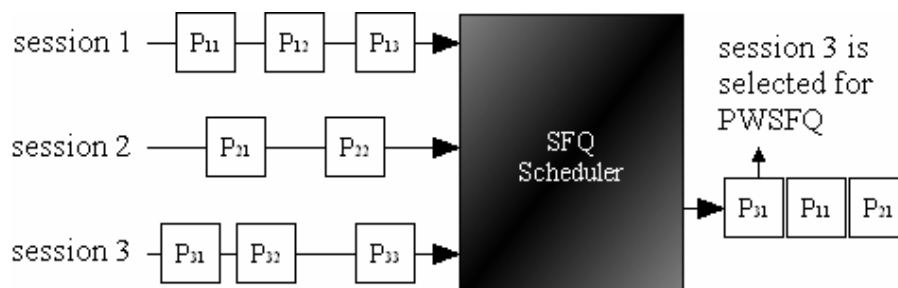 session 1
P11 P12 P13
session 2
P21 P22
session 3
P31 P32 P33
SFQ
Scheduler
session 3 is
selected for
PWSFQ
P31 P11 P21